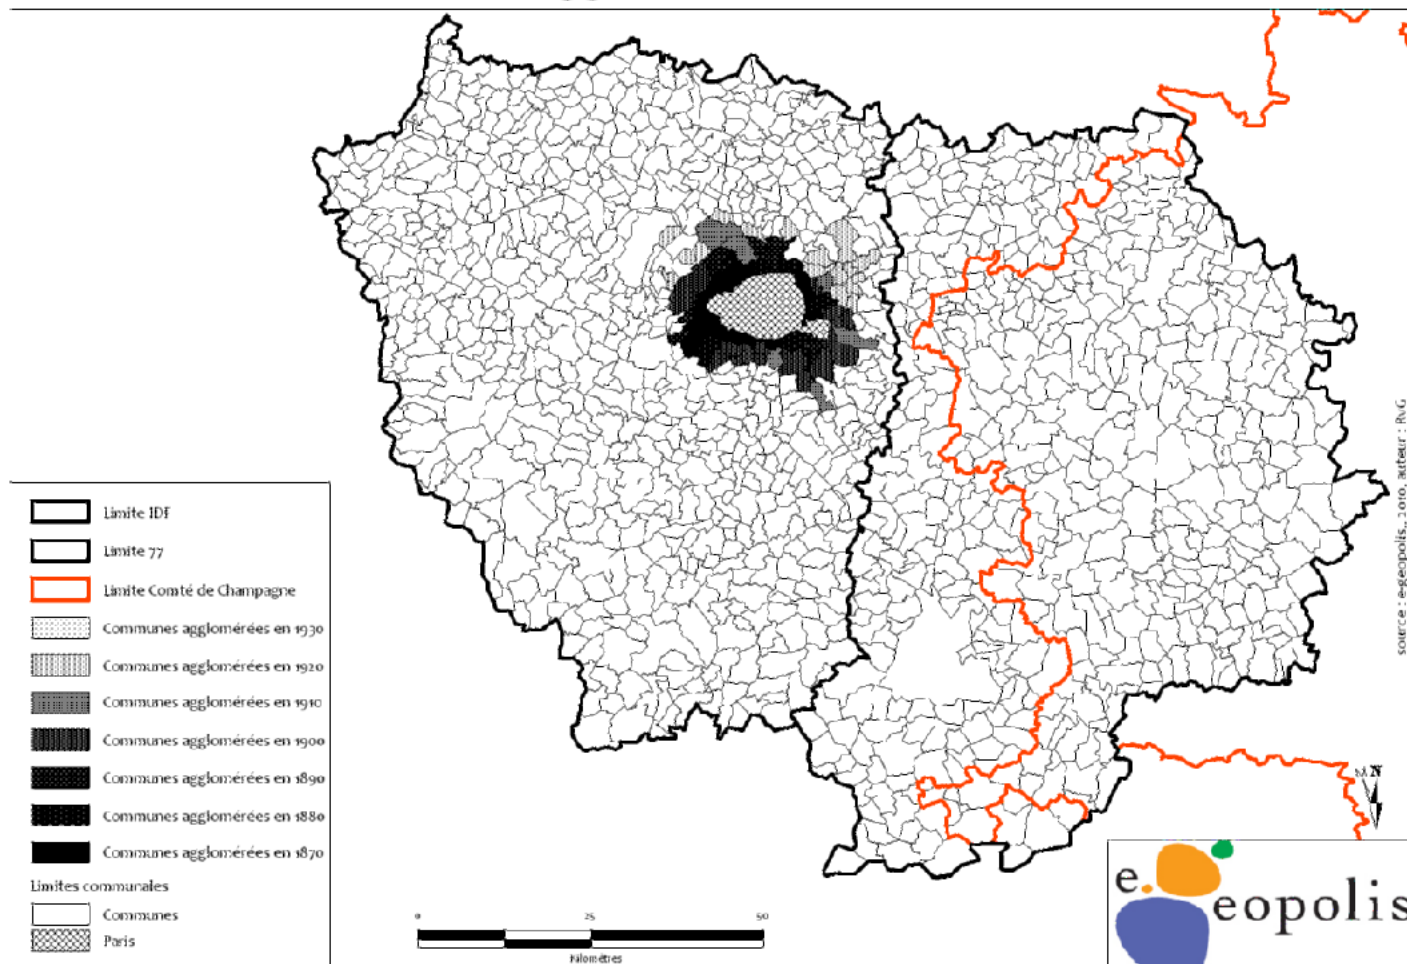 Limite IDF
Limite 77
Limite Comté de Champagne
Communes agglomérées en 1930
Communes agglomérées en 1920
Communes agglomérées en 1910
Communes agglomérées en 1900
Communes agglomérées en 1890
Communes agglomérées en 1880
Communes agglomérées en 1870
Limites communales
Communes
Paris
0 25 50
Kilomètres
source : e-geopolis, 2010, auteur : RvG
N
e.
eopolis